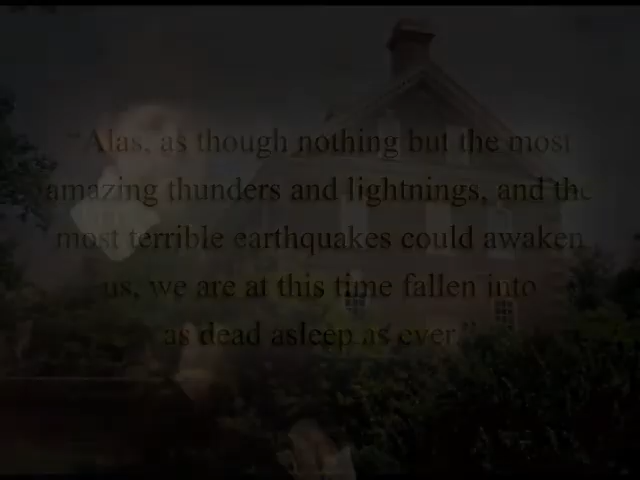 "Alas, as though nothing but the most
amazing thunders and lightnings, and the
most terrible earthquakes could awaken
us, we are at this time fallen into
as dead asleep as ever."